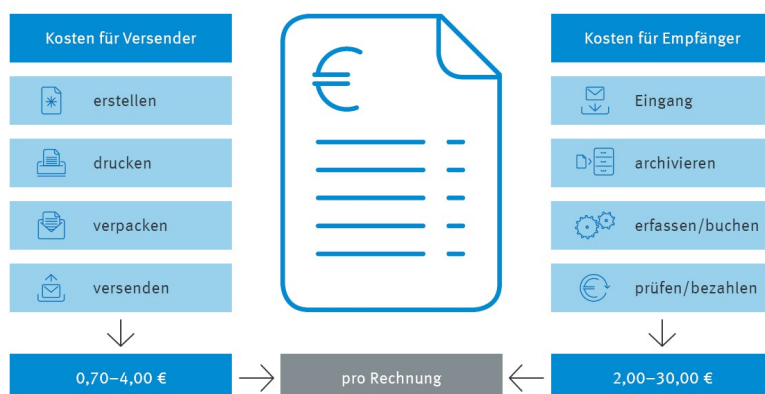 Kosten für Versender
erstellen
drucken
verpacken
versenden
0,70–4,00 €
€
pro Rechnung
Kosten für Empfänger
Eingang
archivieren
erfassen/buchen
prüfen/bezahlen
2,00–30,00 €